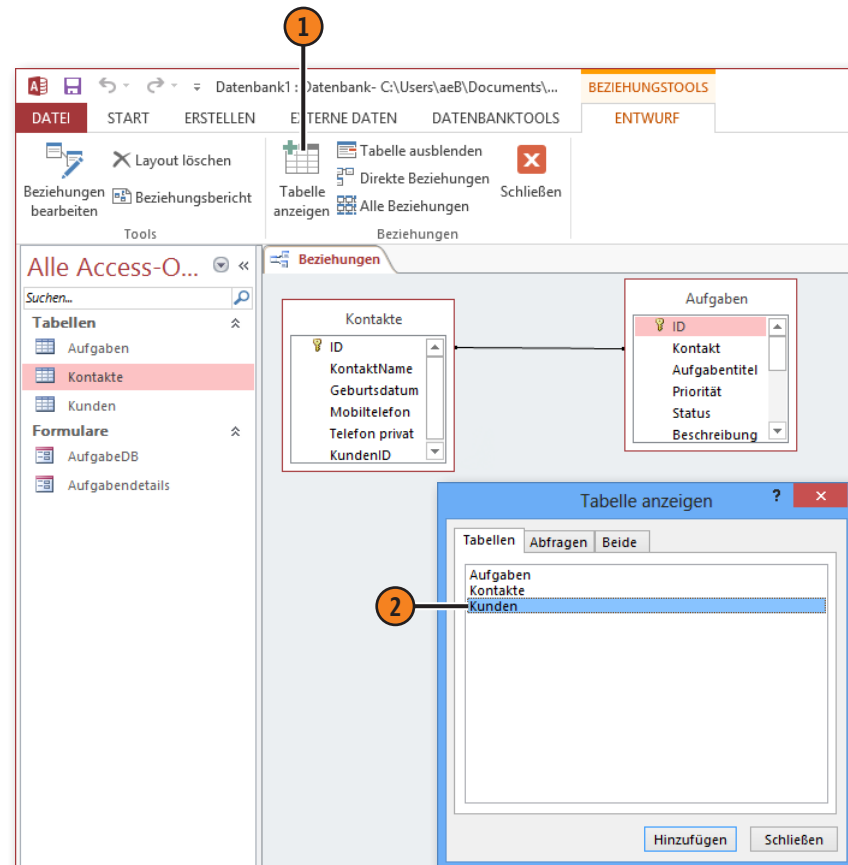 1
Datenbank1 : Datenbank- C:\Users\aeB\Documents\...
BEZIEHUNGSTOOLS
DATEI START ERSTELLEN EXTERNE DATEN DATENBANKTOOLS ENTWURF
Beziehungen bearbeiten
Layout löschen
Beziehungsbericht
Tools
Tabelle anzeigen
Tabelle ausblenden
Direkte Beziehungen
Alle Beziehungen
Schließen
Beziehungen
Alle Access-O... «
Suchen...
Tabellen
Aufgaben
Kontakte
Kunden
Formulare
AufgabeDB
Aufgabendetails
Beziehungen
Kontakte
ID
KontaktName
Geburtsdatum
Mobiltelefon
Telefon privat
KundenID
Aufgaben
ID
Kontakt
Aufgabentitel
Priorität
Status
Beschreibung
Tabelle anzeigen ? ×
Tabellen Abfragen Beide
Aufgaben
Kontakte
2
Kunden
Hinzufügen Schließen